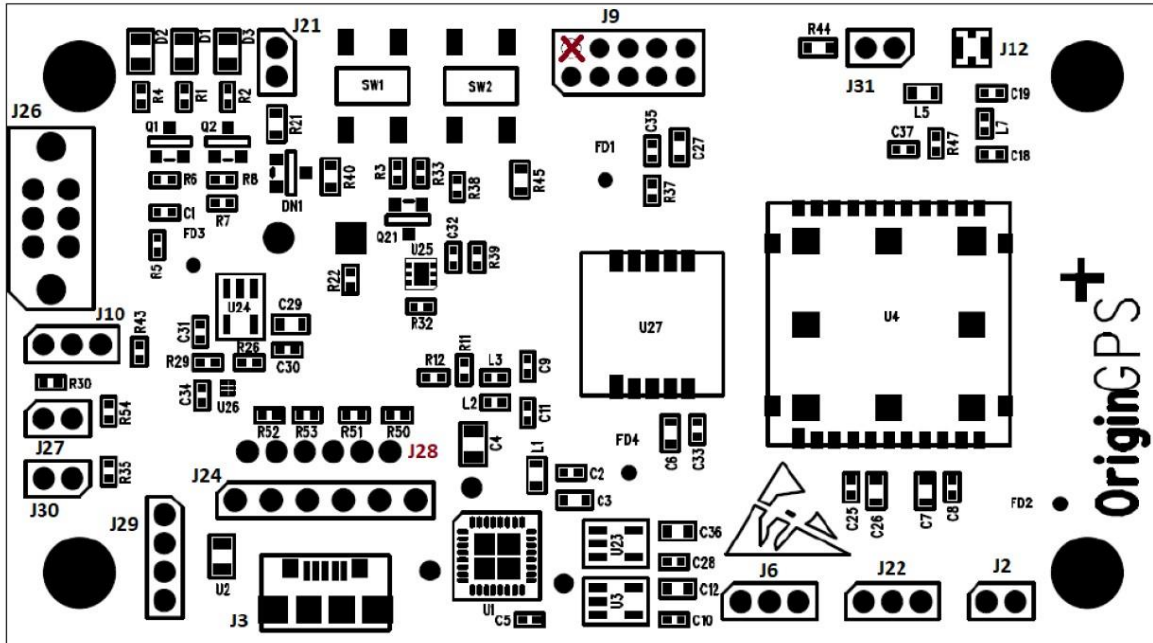 J26
D2
D1
D3
J21
J9
R44
J31
J12
SW1
SW2
R4
R1
R2
R21
L5
C19
L7
C18
C37
R47
Q1
Q2
C35
C27
FD1
R37
R6
R8
R7
C1
DN1
R40
R3
R33
R38
R45
FD3
R5
Q21
C32
R39
U25
R22
R32
U24
C29
C30
U27
U4
J10
R43
C31
R29
R26
R12
R11
L3
C9
R30
C34
U26
L2
C11
R54
J27
R52
R53
R51
R50
J28
C4
L1
FD4
C6
C33
R35
J30
J24
C2
C3
C25
C26
C7
C8
FD2
OriginGPS
J29
U2
J3
U1
C5
U23
U3
C36
C28
C12
C10
J6
J22
J2